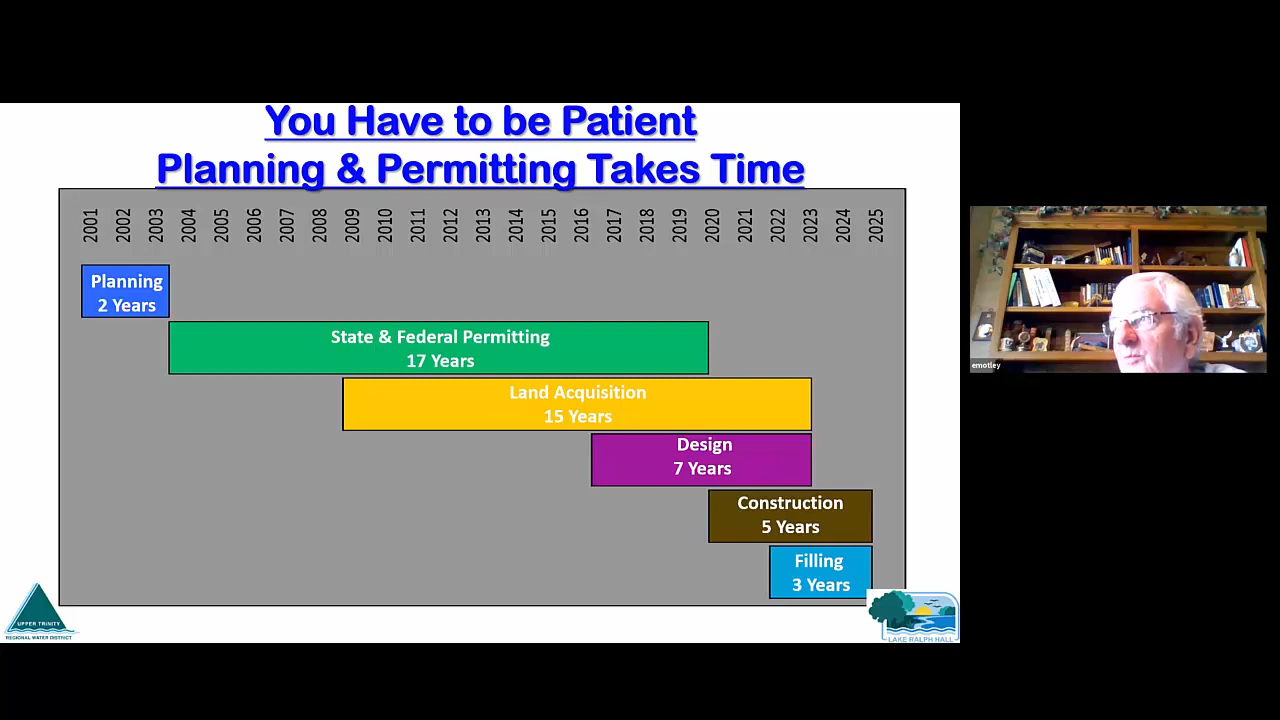 You Have to be Patient
Planning & Permitting Takes Time
2001 2002 2003 2004 2005 2006 2007 2008 2009 2010 2011 2012 2013 2014 2015 2016 2017 2018 2019 2020 2021 2022 2023 2024 2025
Planning
2 Years
State & Federal Permitting
17 Years
Land Acquisition
15 Years
Design
7 Years
Construction
5 Years
Filling
3 Years
UPPER TRINITY
REGIONAL WATER DISTRICT
LAKE RALPH HALL
emotley